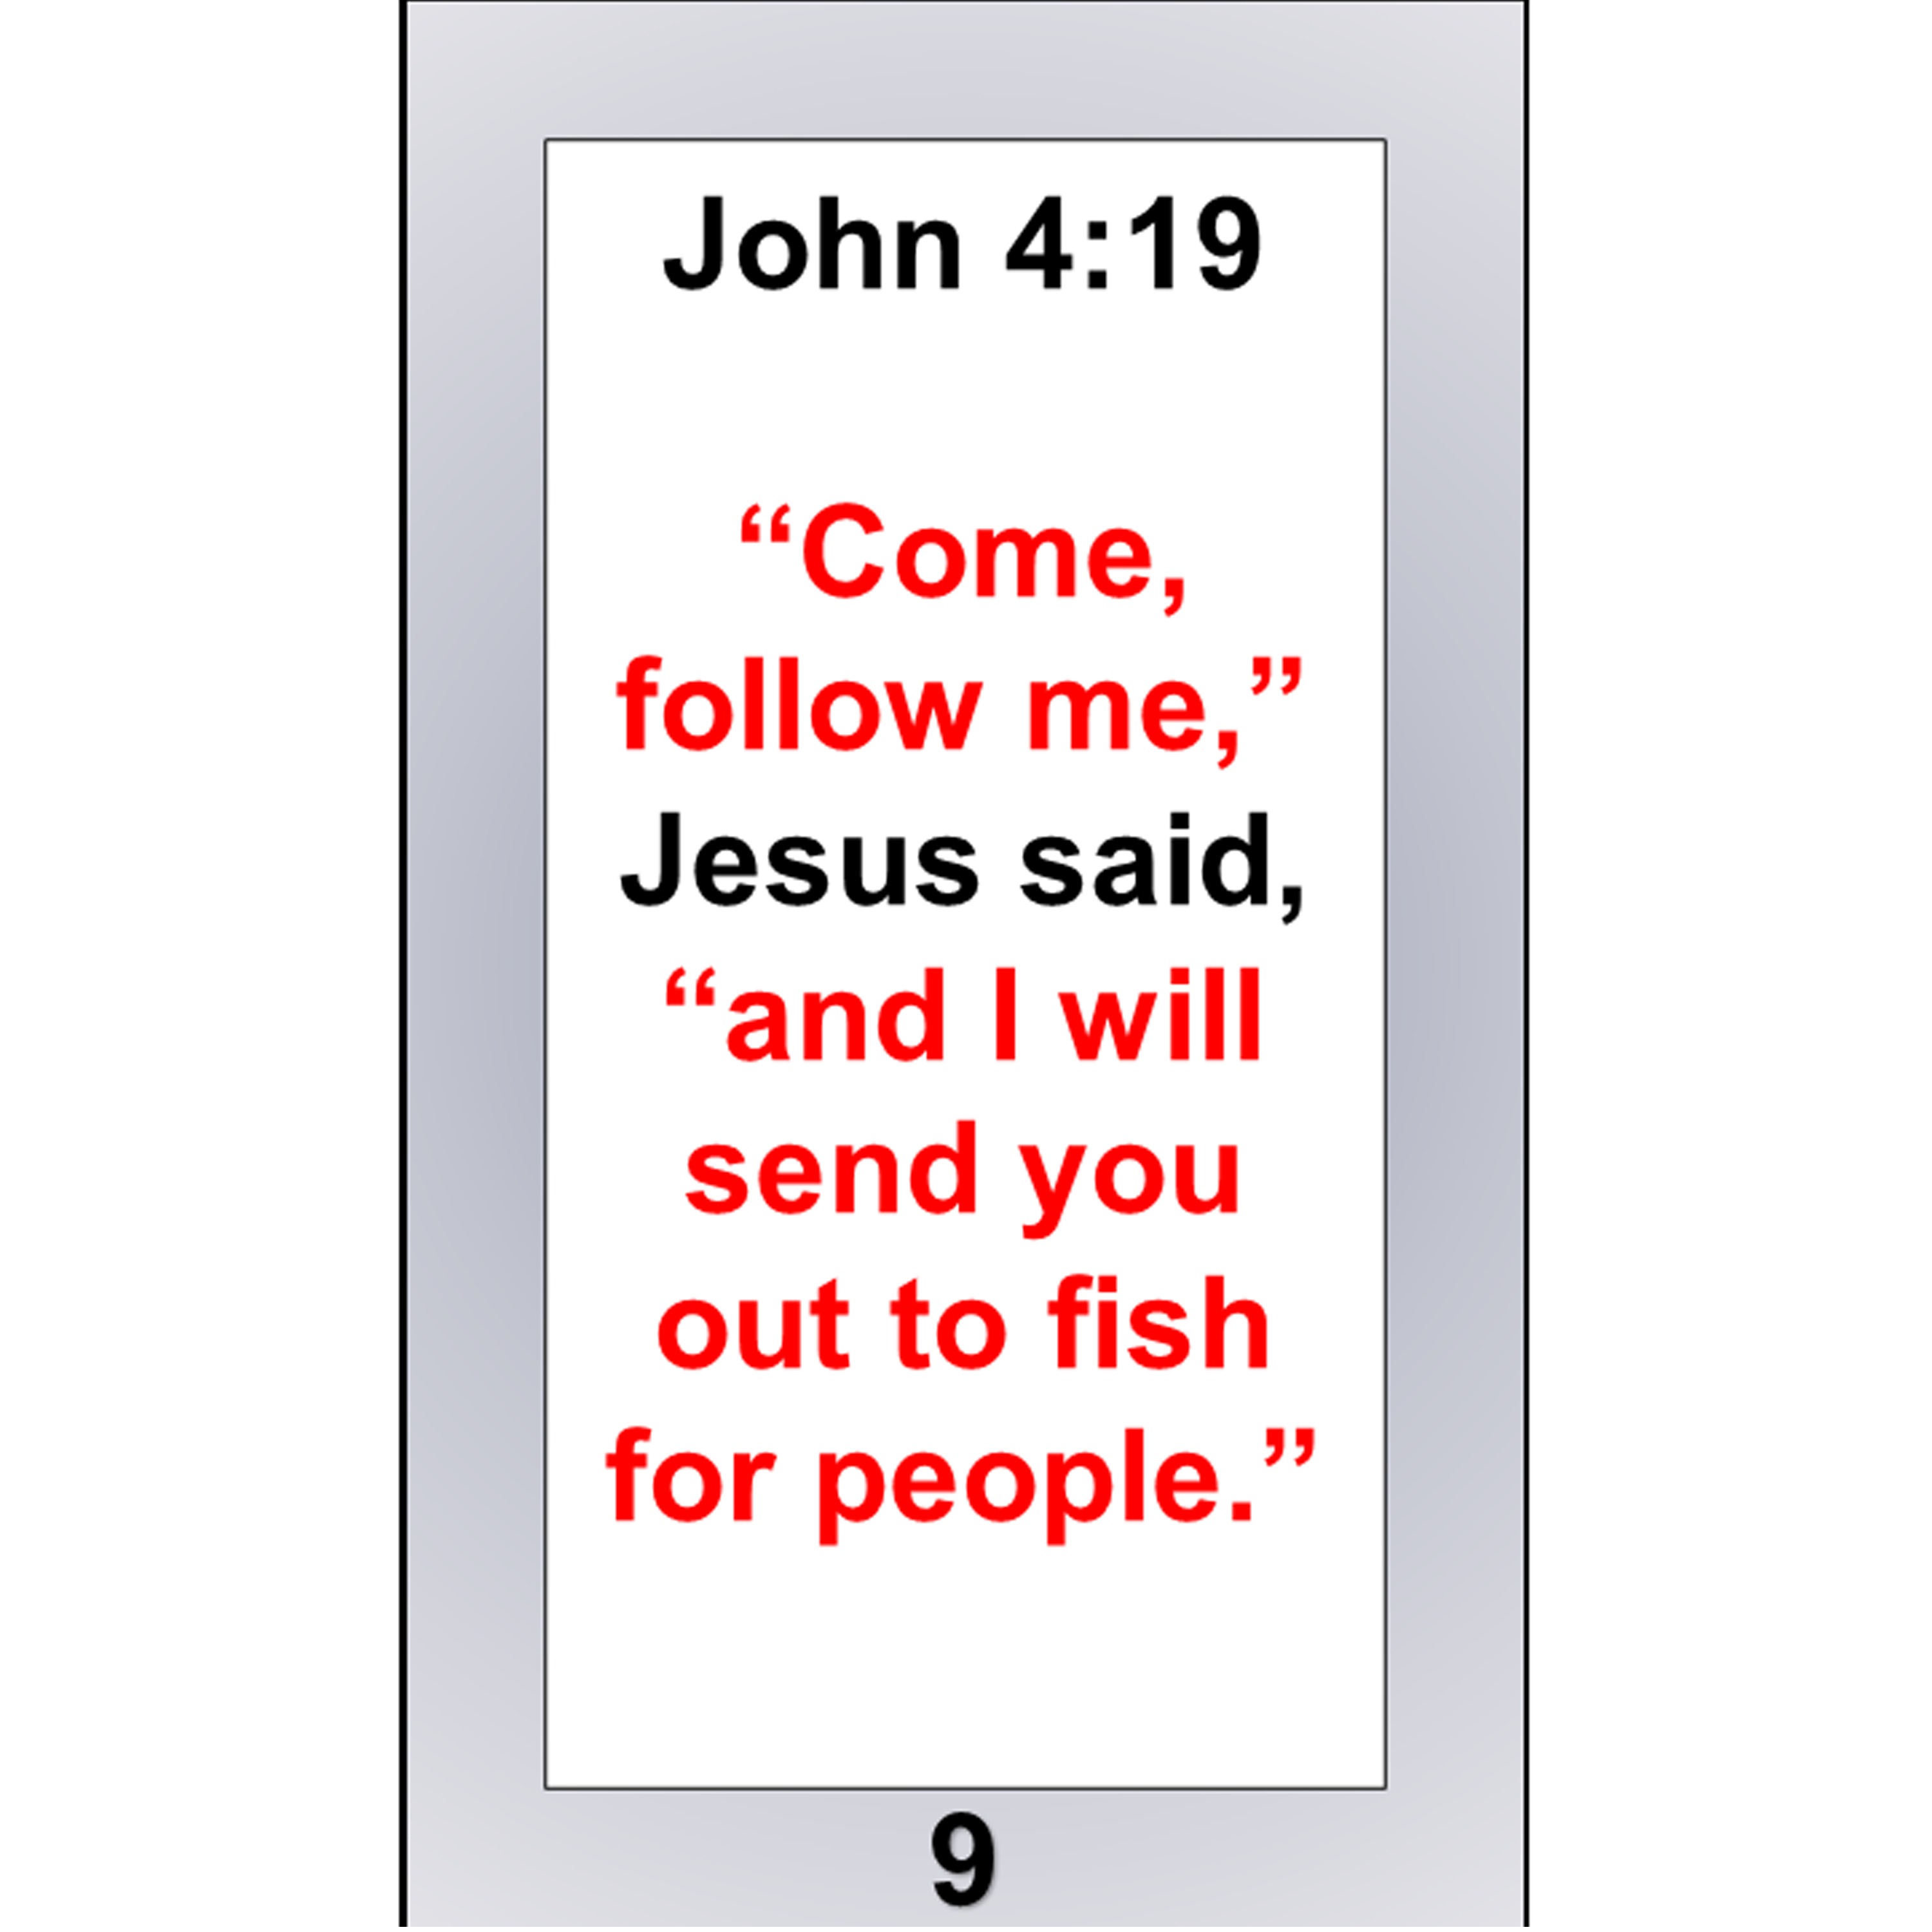 John 4:19
“Come,
follow me,”
Jesus said,
“and I will
send you
out to fish
for people.”
9